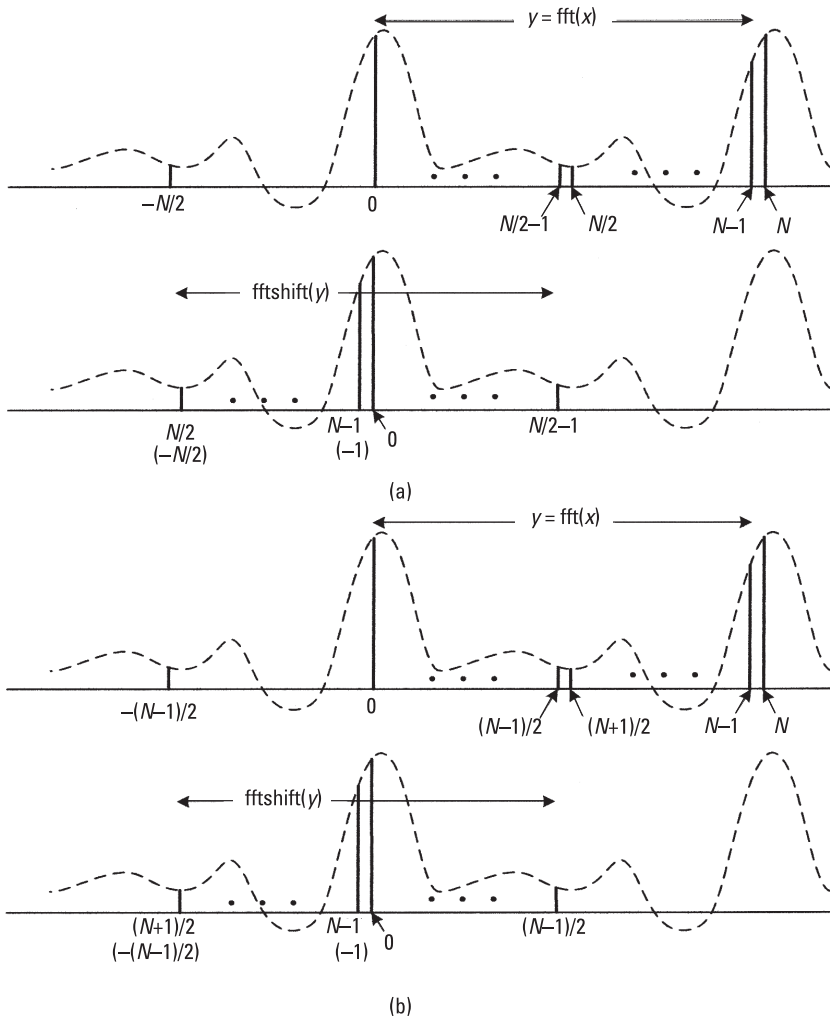 y = fft(x)
–N/2 0 N/2–1 N/2 N–1 N
fftshift(y)
N/2 N–1 0 N/2–1
(–N/2) (–1)
(a)
y = fft(x)
-(N–1)/2 0 (N–1)/2 (N+1)/2 N–1 N
fftshift(y)
(N+1)/2 N–1 0 (N–1)/2
(-(N–1)/2) (–1)
(b)